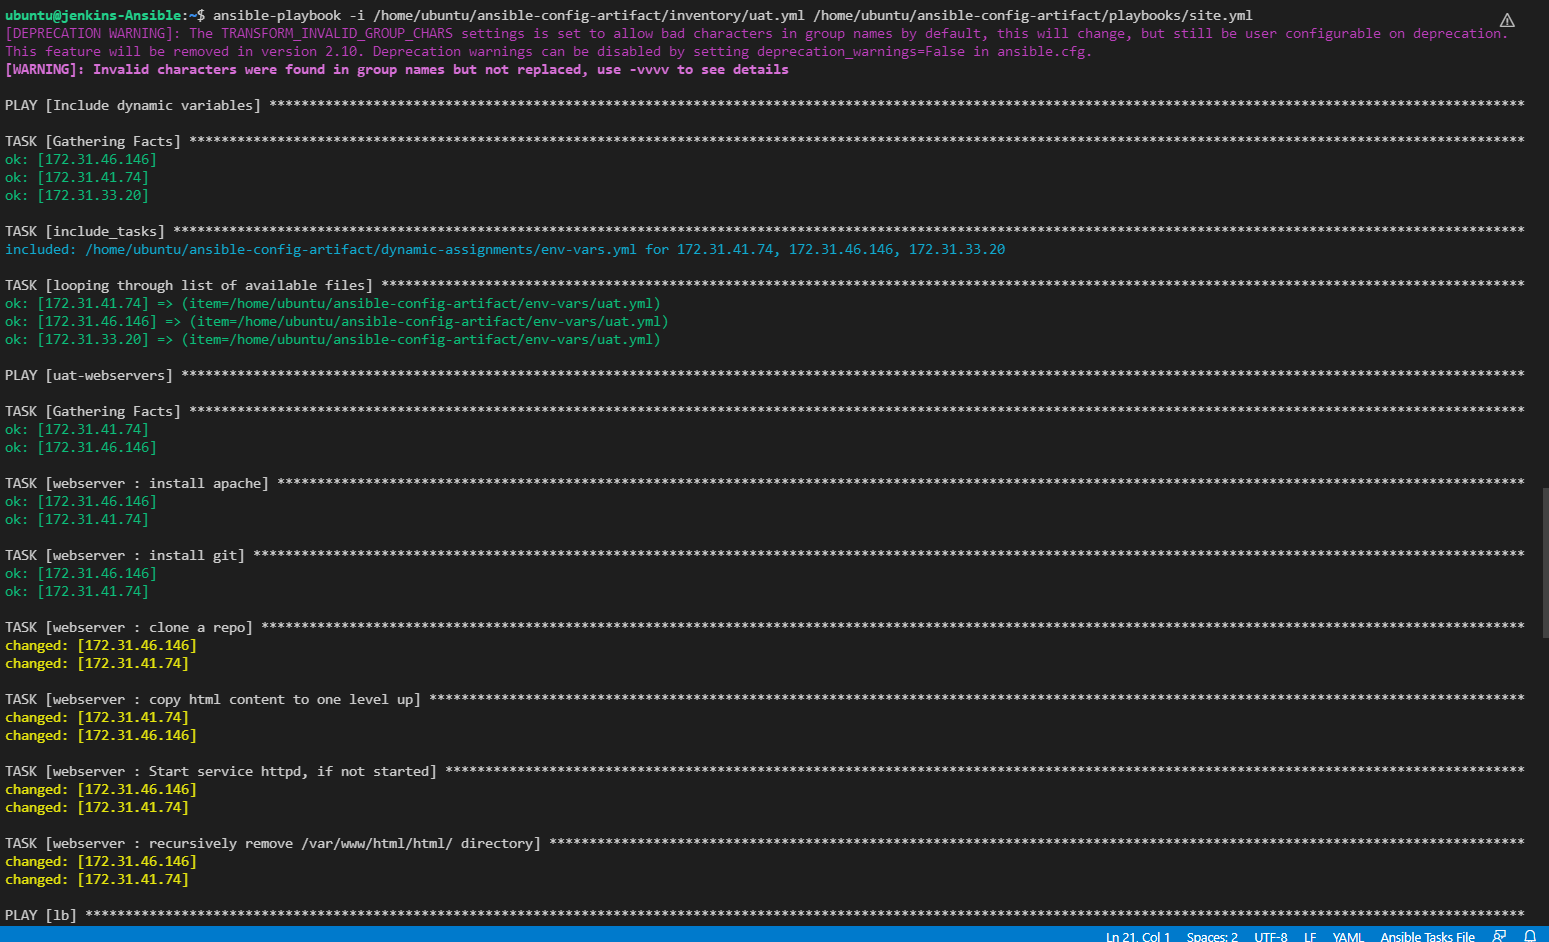 ubuntu@jenkins-Ansible:~$ ansible-playbook -i /home/ubuntu/ansible-config-artifact/inventory/uat.yml /home/ubuntu/ansible-config-artifact/playbooks/site.yml
[DEPRECATION WARNING]: The TRANSFORM_INVALID_GROUP_CHARS settings is set to allow bad characters in group names by default, this will change, but still be user configurable on deprecation.
This feature will be removed in version 2.10. Deprecation warnings can be disabled by setting deprecation_warnings=False in ansible.cfg.
[WARNING]: Invalid characters were found in group names but not replaced, use -vvvv to see details
PLAY [Include dynamic variables] *************************************************************************************************************************************************************
TASK [Gathering Facts] ***********************************************************************************************************************************************************************
ok: [172.31.46.146]
ok: [172.31.41.74]
ok: [172.31.33.20]
TASK [include_tasks] *************************************************************************************************************************************************************************
included: /home/ubuntu/ansible-config-artifact/dynamic-assignments/env-vars.yml for 172.31.41.74, 172.31.46.146, 172.31.33.20
TASK [looping through list of available files] ***********************************************************************************************************************************************
ok: [172.31.41.74] => (item=/home/ubuntu/ansible-config-artifact/env-vars/uat.yml)
ok: [172.31.46.146] => (item=/home/ubuntu/ansible-config-artifact/env-vars/uat.yml)
ok: [172.31.33.20] => (item=/home/ubuntu/ansible-config-artifact/env-vars/uat.yml)
PLAY [uat-webservers] ************************************************************************************************************************************************************************
TASK [Gathering Facts] ***********************************************************************************************************************************************************************
ok: [172.31.41.74]
ok: [172.31.46.146]
TASK [webserver : install apache] ************************************************************************************************************************************************************
ok: [172.31.46.146]
ok: [172.31.41.74]
TASK [webserver : install git] ***************************************************************************************************************************************************************
ok: [172.31.46.146]
ok: [172.31.41.74]
TASK [webserver : clone a repo] **************************************************************************************************************************************************************
changed: [172.31.46.146]
changed: [172.31.41.74]
TASK [webserver : copy html content to one level up] *****************************************************************************************************************************************
changed: [172.31.41.74]
changed: [172.31.46.146]
TASK [webserver : Start service httpd, if not started] ***************************************************************************************************************************************
changed: [172.31.46.146]
changed: [172.31.41.74]
TASK [webserver : recursively remove /var/www/html/html/ directory] **************************************************************************************************************************
changed: [172.31.46.146]
changed: [172.31.41.74]
PLAY [lb] ************************************************************************************************************************************************************************************
Ln 21, Col 1 Spaces: 2 UTF-8 LF YAML Ansible Tasks File